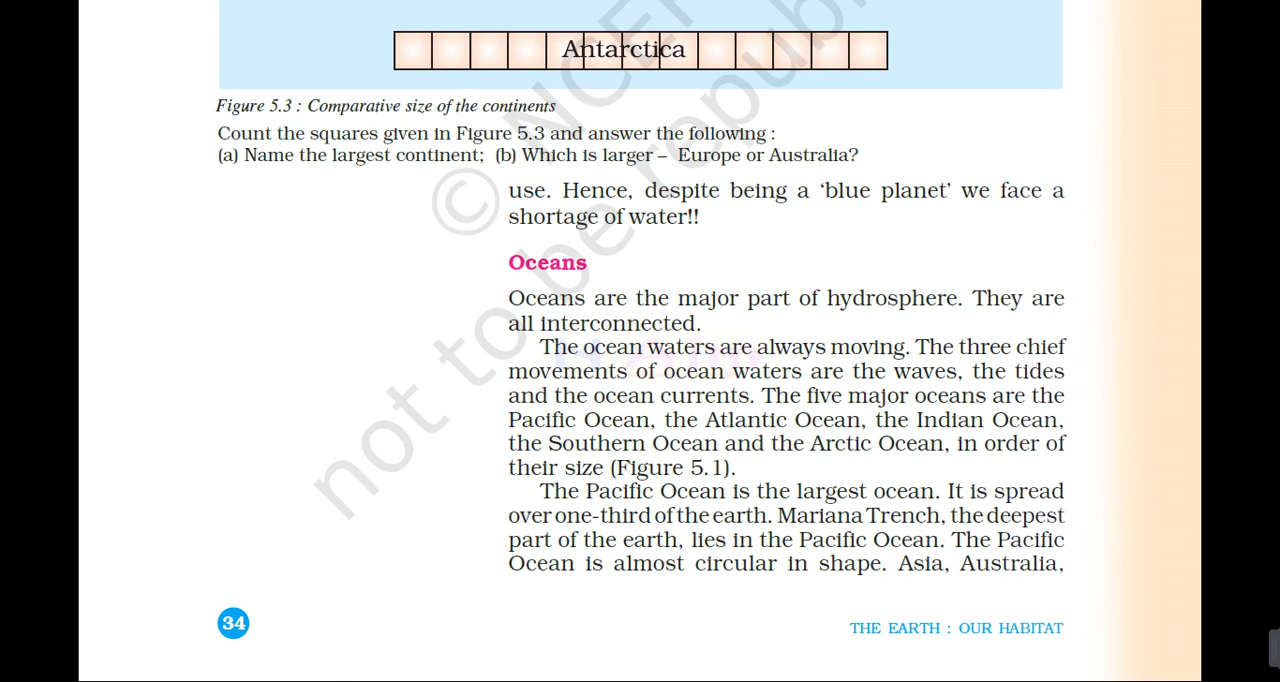 Antarctica
Figure 5.3 : Comparative size of the continents
Count the squares given in Figure 5.3 and answer the following :
(a) Name the largest continent; (b) Which is larger – Europe or Australia?
use. Hence, despite being a ‘blue planet’ we face a
shortage of water!!
Oceans
Oceans are the major part of hydrosphere. They are
all interconnected.
The ocean waters are always moving. The three chief
movements of ocean waters are the waves, the tides
and the ocean currents. The five major oceans are the
Pacific Ocean, the Atlantic Ocean, the Indian Ocean,
the Southern Ocean and the Arctic Ocean, in order of
their size (Figure 5.1).
The Pacific Ocean is the largest ocean. It is spread
over one-third of the earth. Mariana Trench, the deepest
part of the earth, lies in the Pacific Ocean. The Pacific
Ocean is almost circular in shape. Asia, Australia,
34
THE EARTH : OUR HABITAT
not to be republ
© NCE